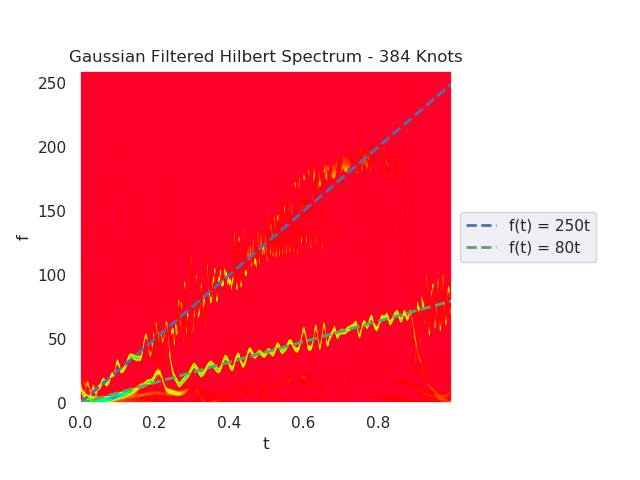 Gaussian Filtered Hilbert Spectrum - 384 Knots
250
200
150
100
50
0
f
0.0 0.2 0.4 0.6 0.8
t
f(t) = 250t
f(t) = 80t